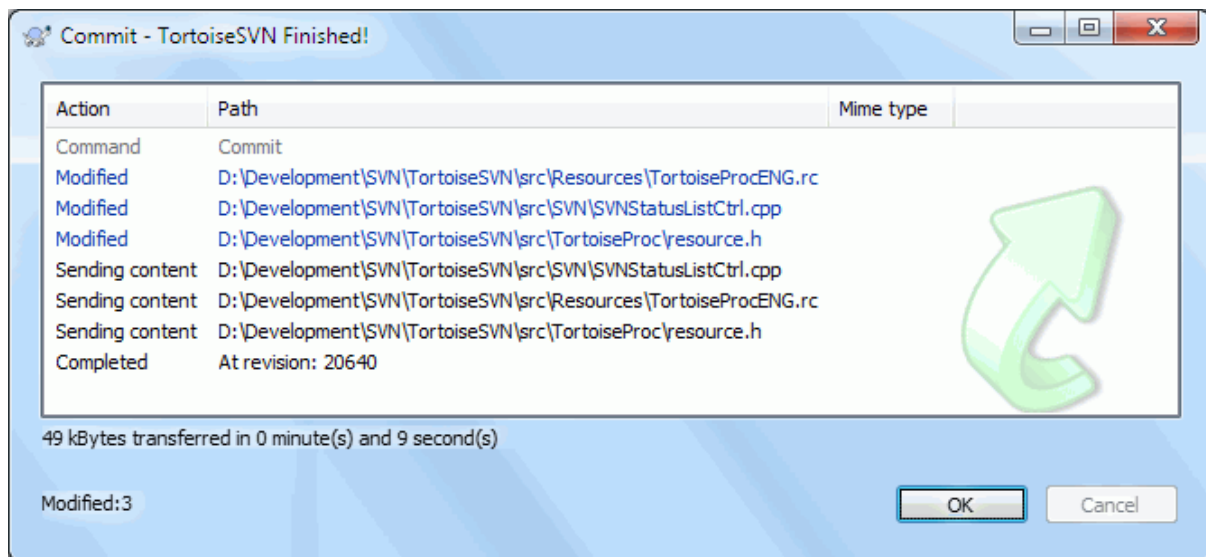 Commit - TortoiseSVN Finished!
Action Path Mime type
Command Commit
Modified D:\Development\SVN\TortoiseSVN\src\Resources\TortoiseProcENG.rc
Modified D:\Development\SVN\TortoiseSVN\src\SVN\SVNStatusListCtrl.cpp
Modified D:\Development\SVN\TortoiseSVN\src\TortoiseProc\resource.h
Sending content D:\Development\SVN\TortoiseSVN\src\SVN\SVNStatusListCtrl.cpp
Sending content D:\Development\SVN\TortoiseSVN\src\Resources\TortoiseProcENG.rc
Sending content D:\Development\SVN\TortoiseSVN\src\TortoiseProc\resource.h
Completed At revision: 20640
49 kBytes transferred in 0 minute(s) and 9 second(s)
Modified:3 OK Cancel